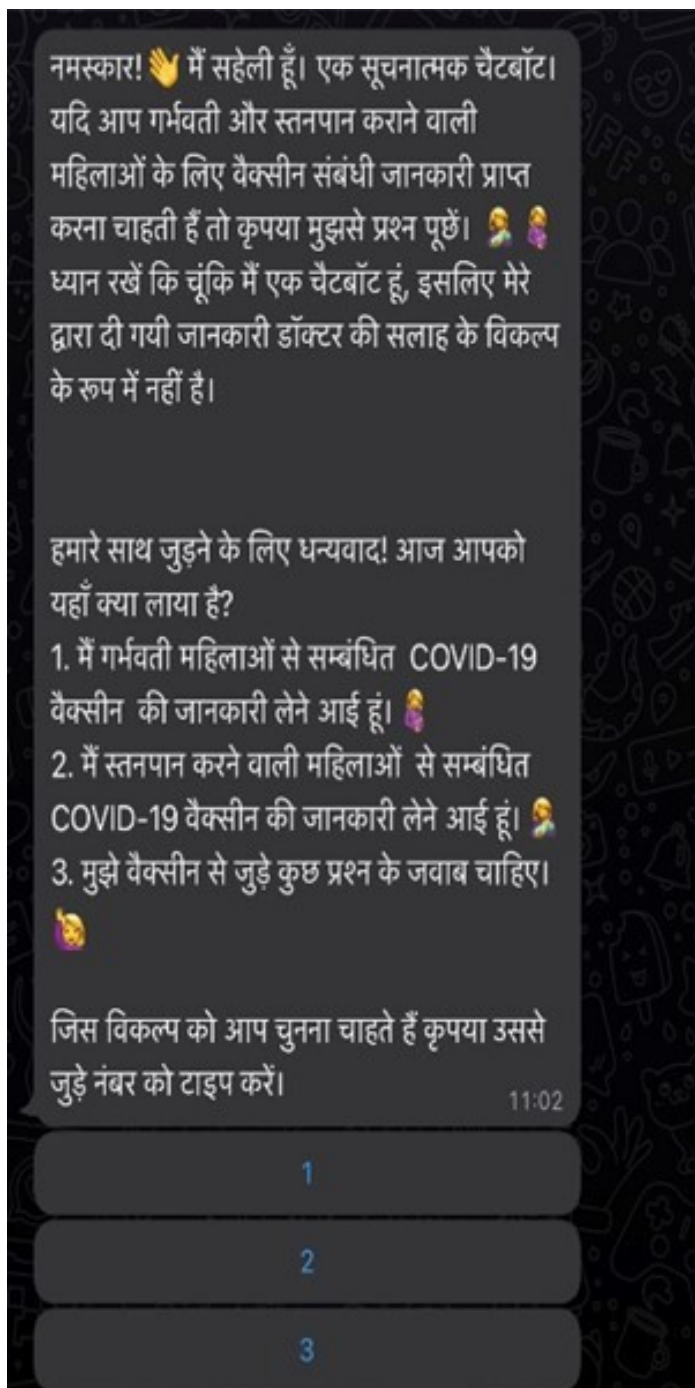 नमस्कार!👋 मैं सहेली हूँ। एक सूचनात्मक चैटबॉट।
यदि आप गर्भवती और स्तनपान कराने वाली
महिलाओं के लिए वैक्सीन संबंधी जानकारी प्राप्त
करना चाहती हैं तो कृपया मुझसे प्रश्न पूछें। 🤱 🤰
ध्यान रखें कि चूंकि मैं एक चैटबॉट हूं, इसलिए मेरे
द्वारा दी गयी जानकारी डॉक्टर की सलाह के विकल्प
के रूप में नहीं है।
हमारे साथ जुड़ने के लिए धन्यवाद! आज आपको
यहाँ क्या लाया है?
1. मैं गर्भवती महिलाओं से सम्बंधित COVID-19
वैक्सीन की जानकारी लेने आई हूं। 🤰
2. मैं स्तनपान करने वाली महिलाओं से सम्बंधित
COVID-19 वैक्सीन की जानकारी लेने आई हूं। 🤱
3. मुझे वैक्सीन से जुड़े कुछ प्रश्न के जवाब चाहिए।
🙋
जिस विकल्प को आप चुनना चाहते हैं कृपया उससे
जुड़े नंबर को टाइप करें।
11:02
1
2
3